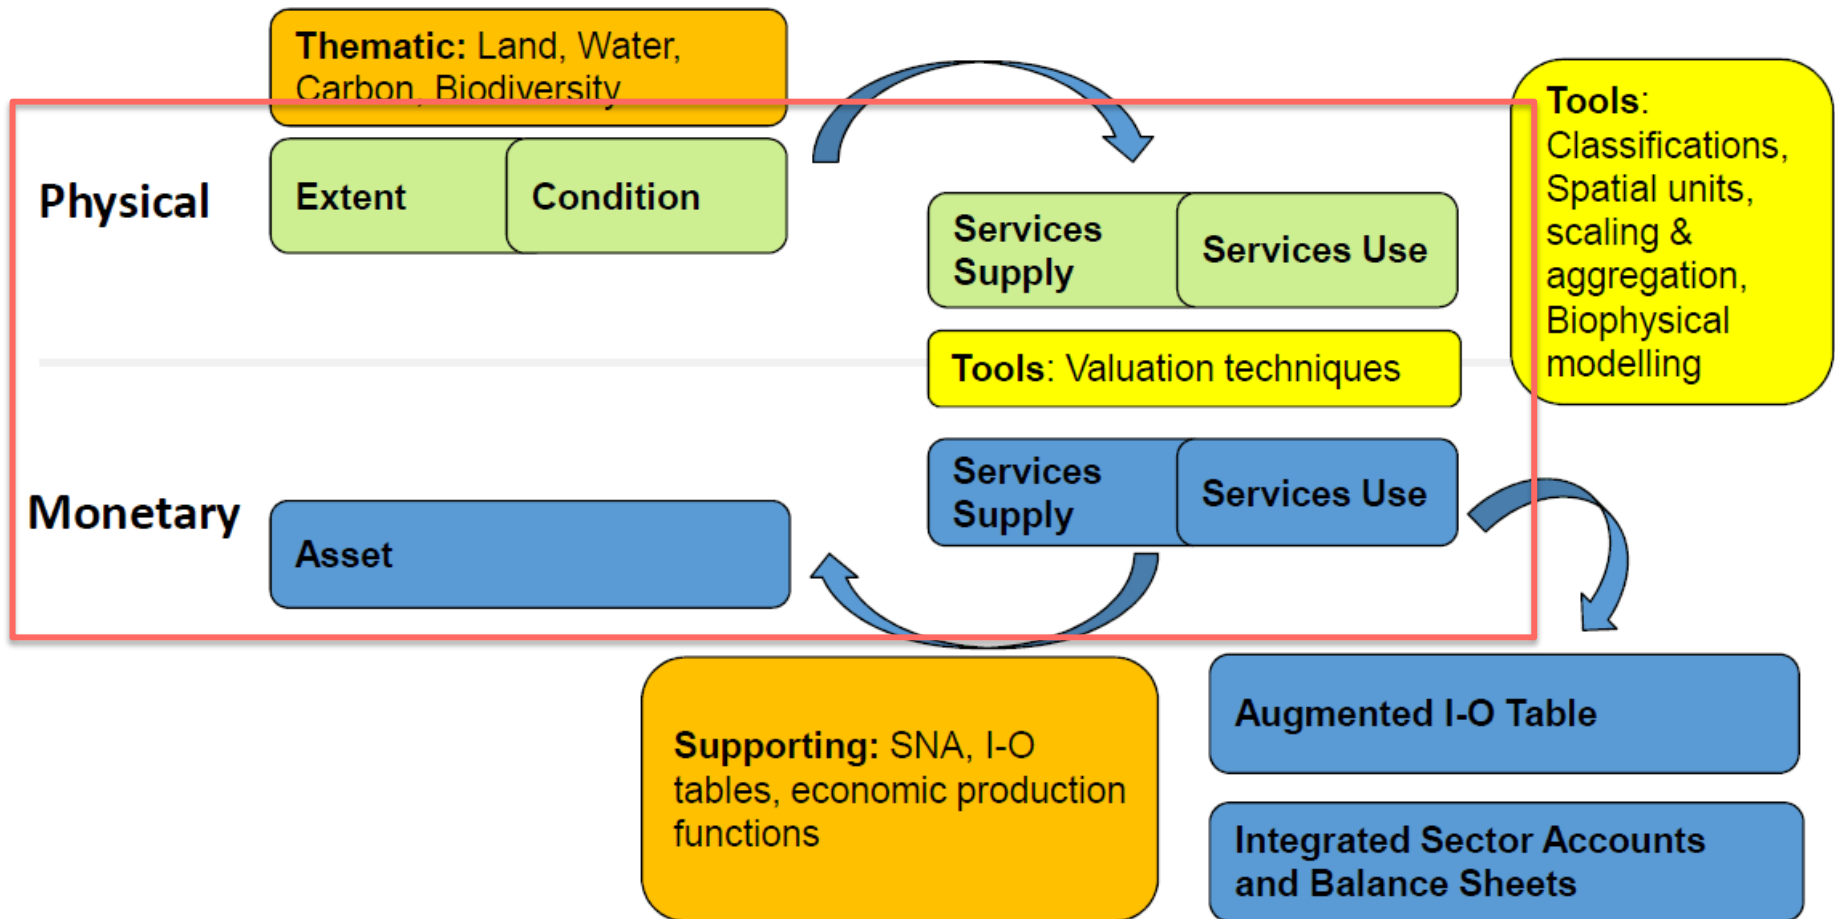 Thematic: Land, Water,
Carbon, Biodiversity
Physical
Extent
Condition
Services
Supply
Services Use
Tools:
Classifications,
Spatial units,
scaling &
aggregation,
Biophysical
modelling
Tools: Valuation techniques
Monetary
Asset
Services
Supply
Services Use
Supporting: SNA, I-O
tables, economic production
functions
Augmented I-O Table
Integrated Sector Accounts
and Balance Sheets